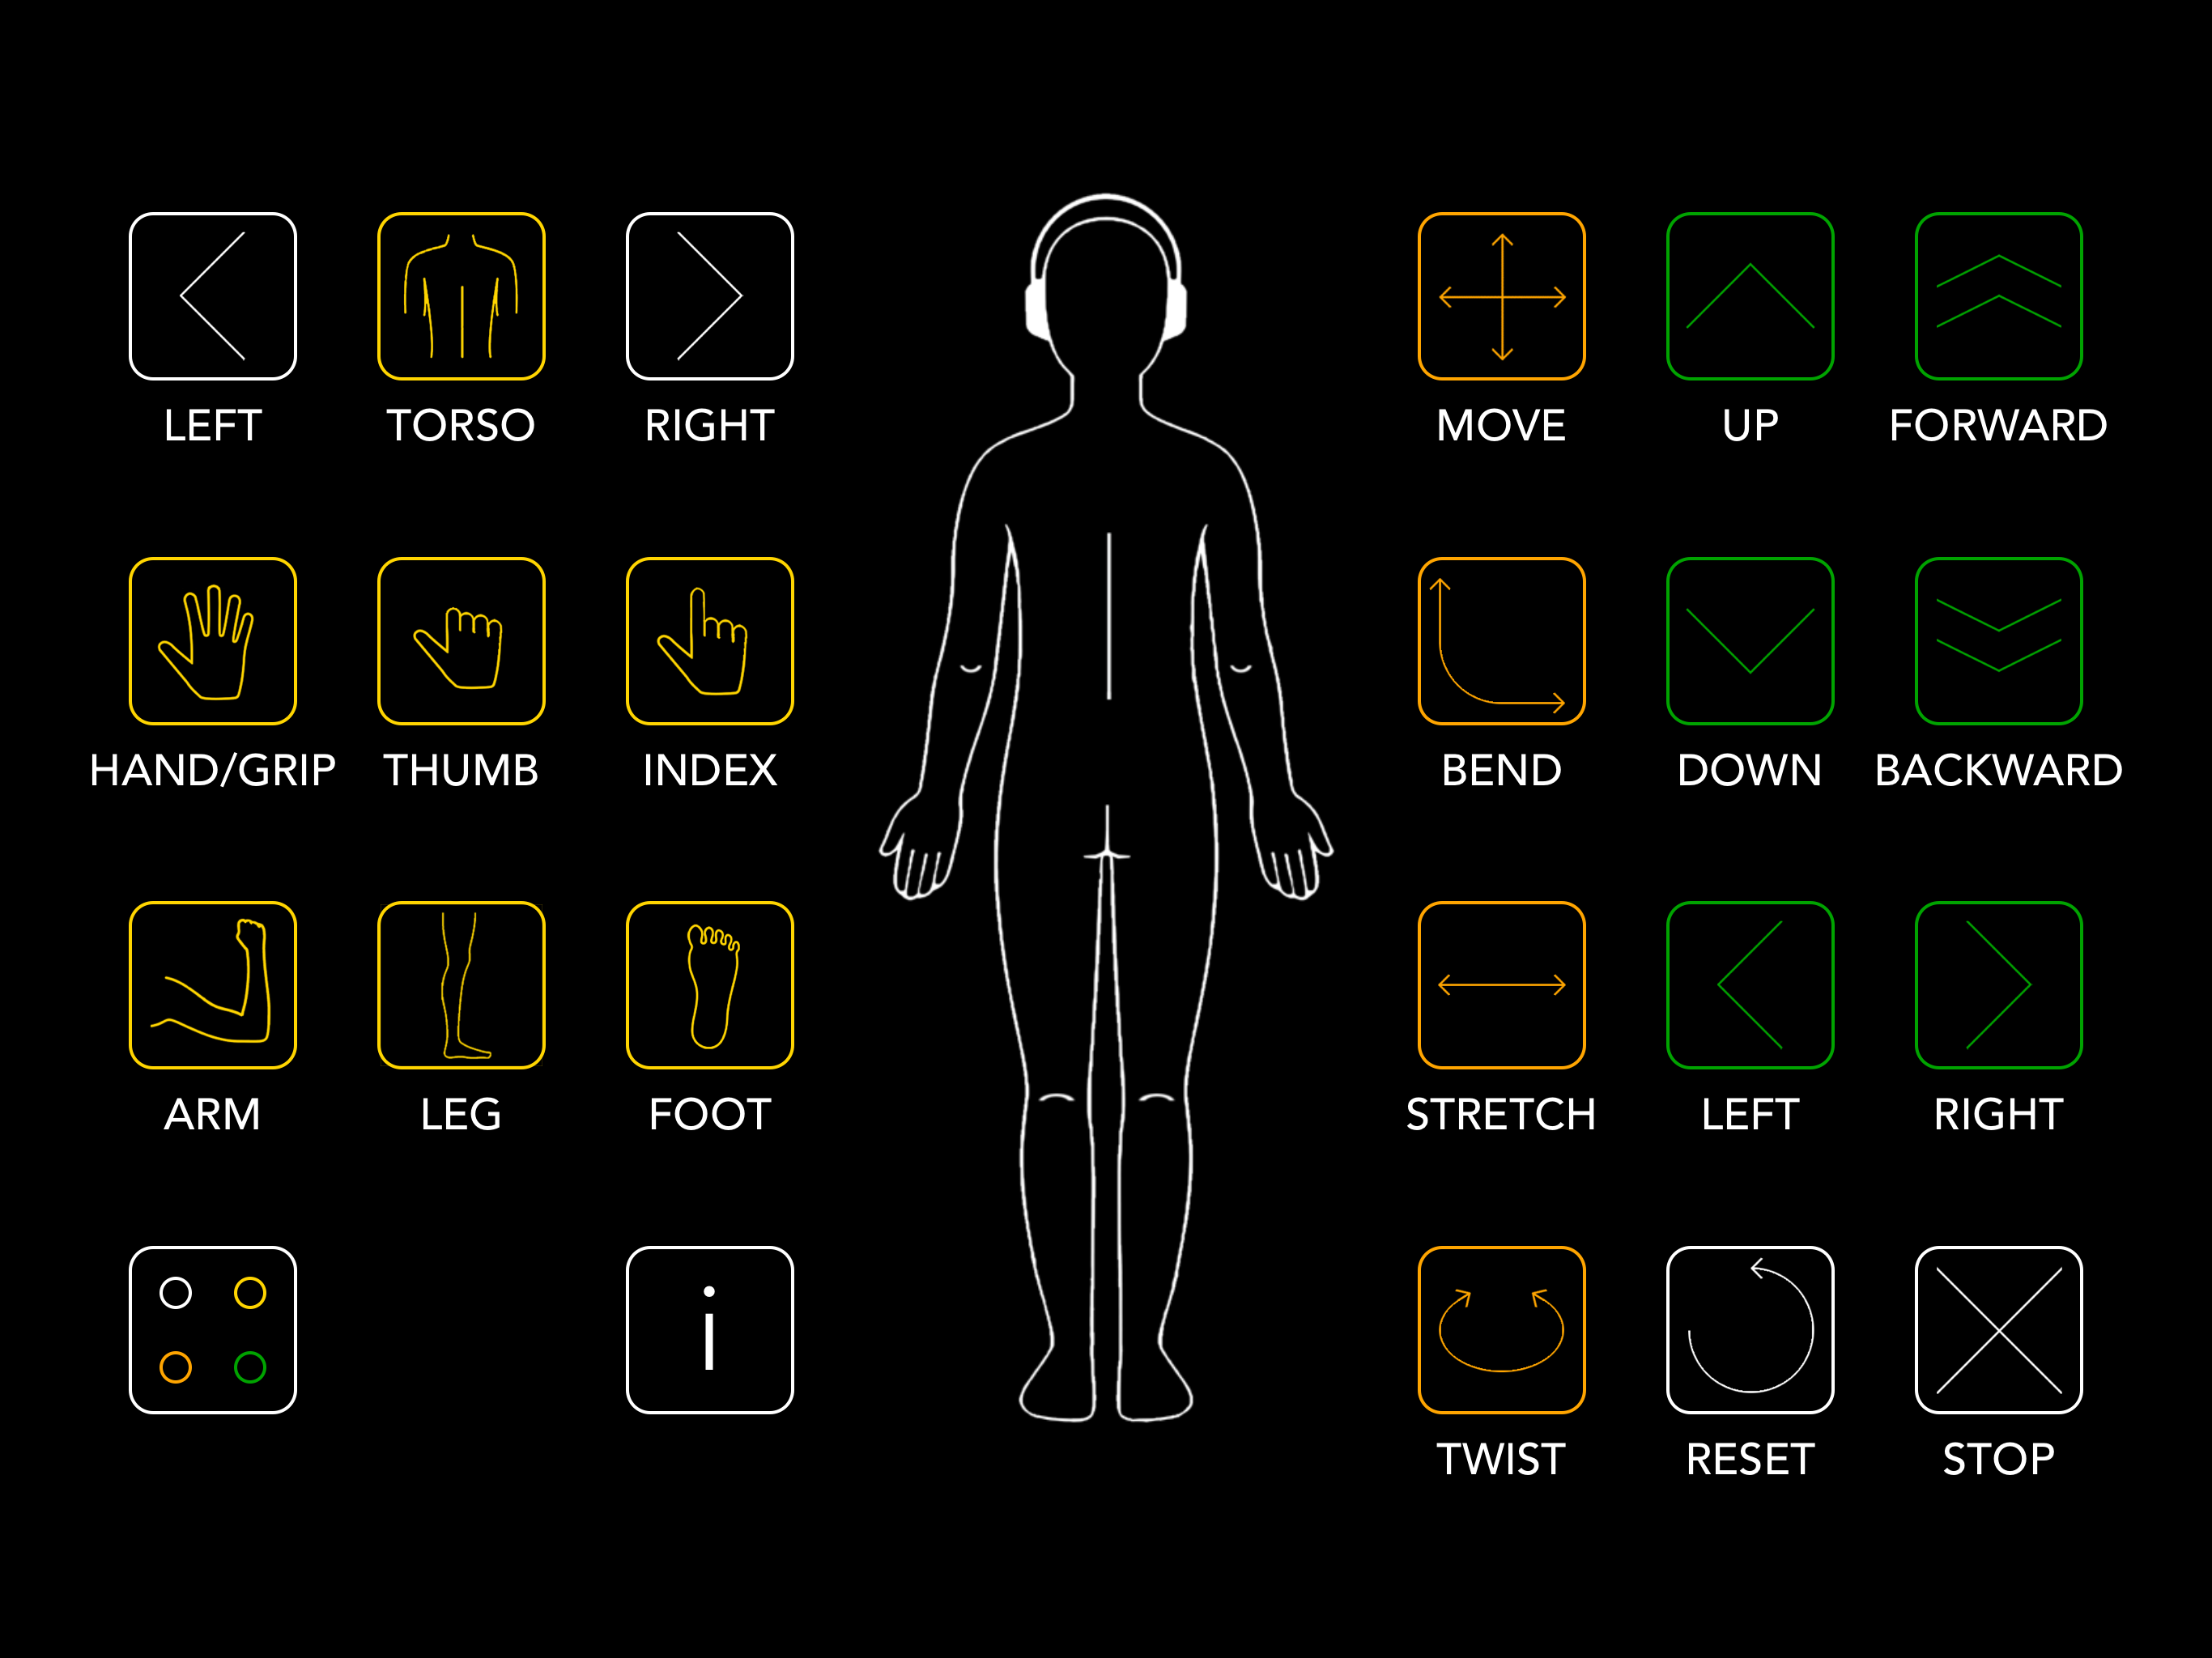 LEFT TORSO RIGHT MOVE UP FORWARD
HAND/GRIP THUMB INDEX BEND DOWN BACKWARD
ARM LEG FOOT STRETCH LEFT RIGHT
i
TWIST RESET STOP